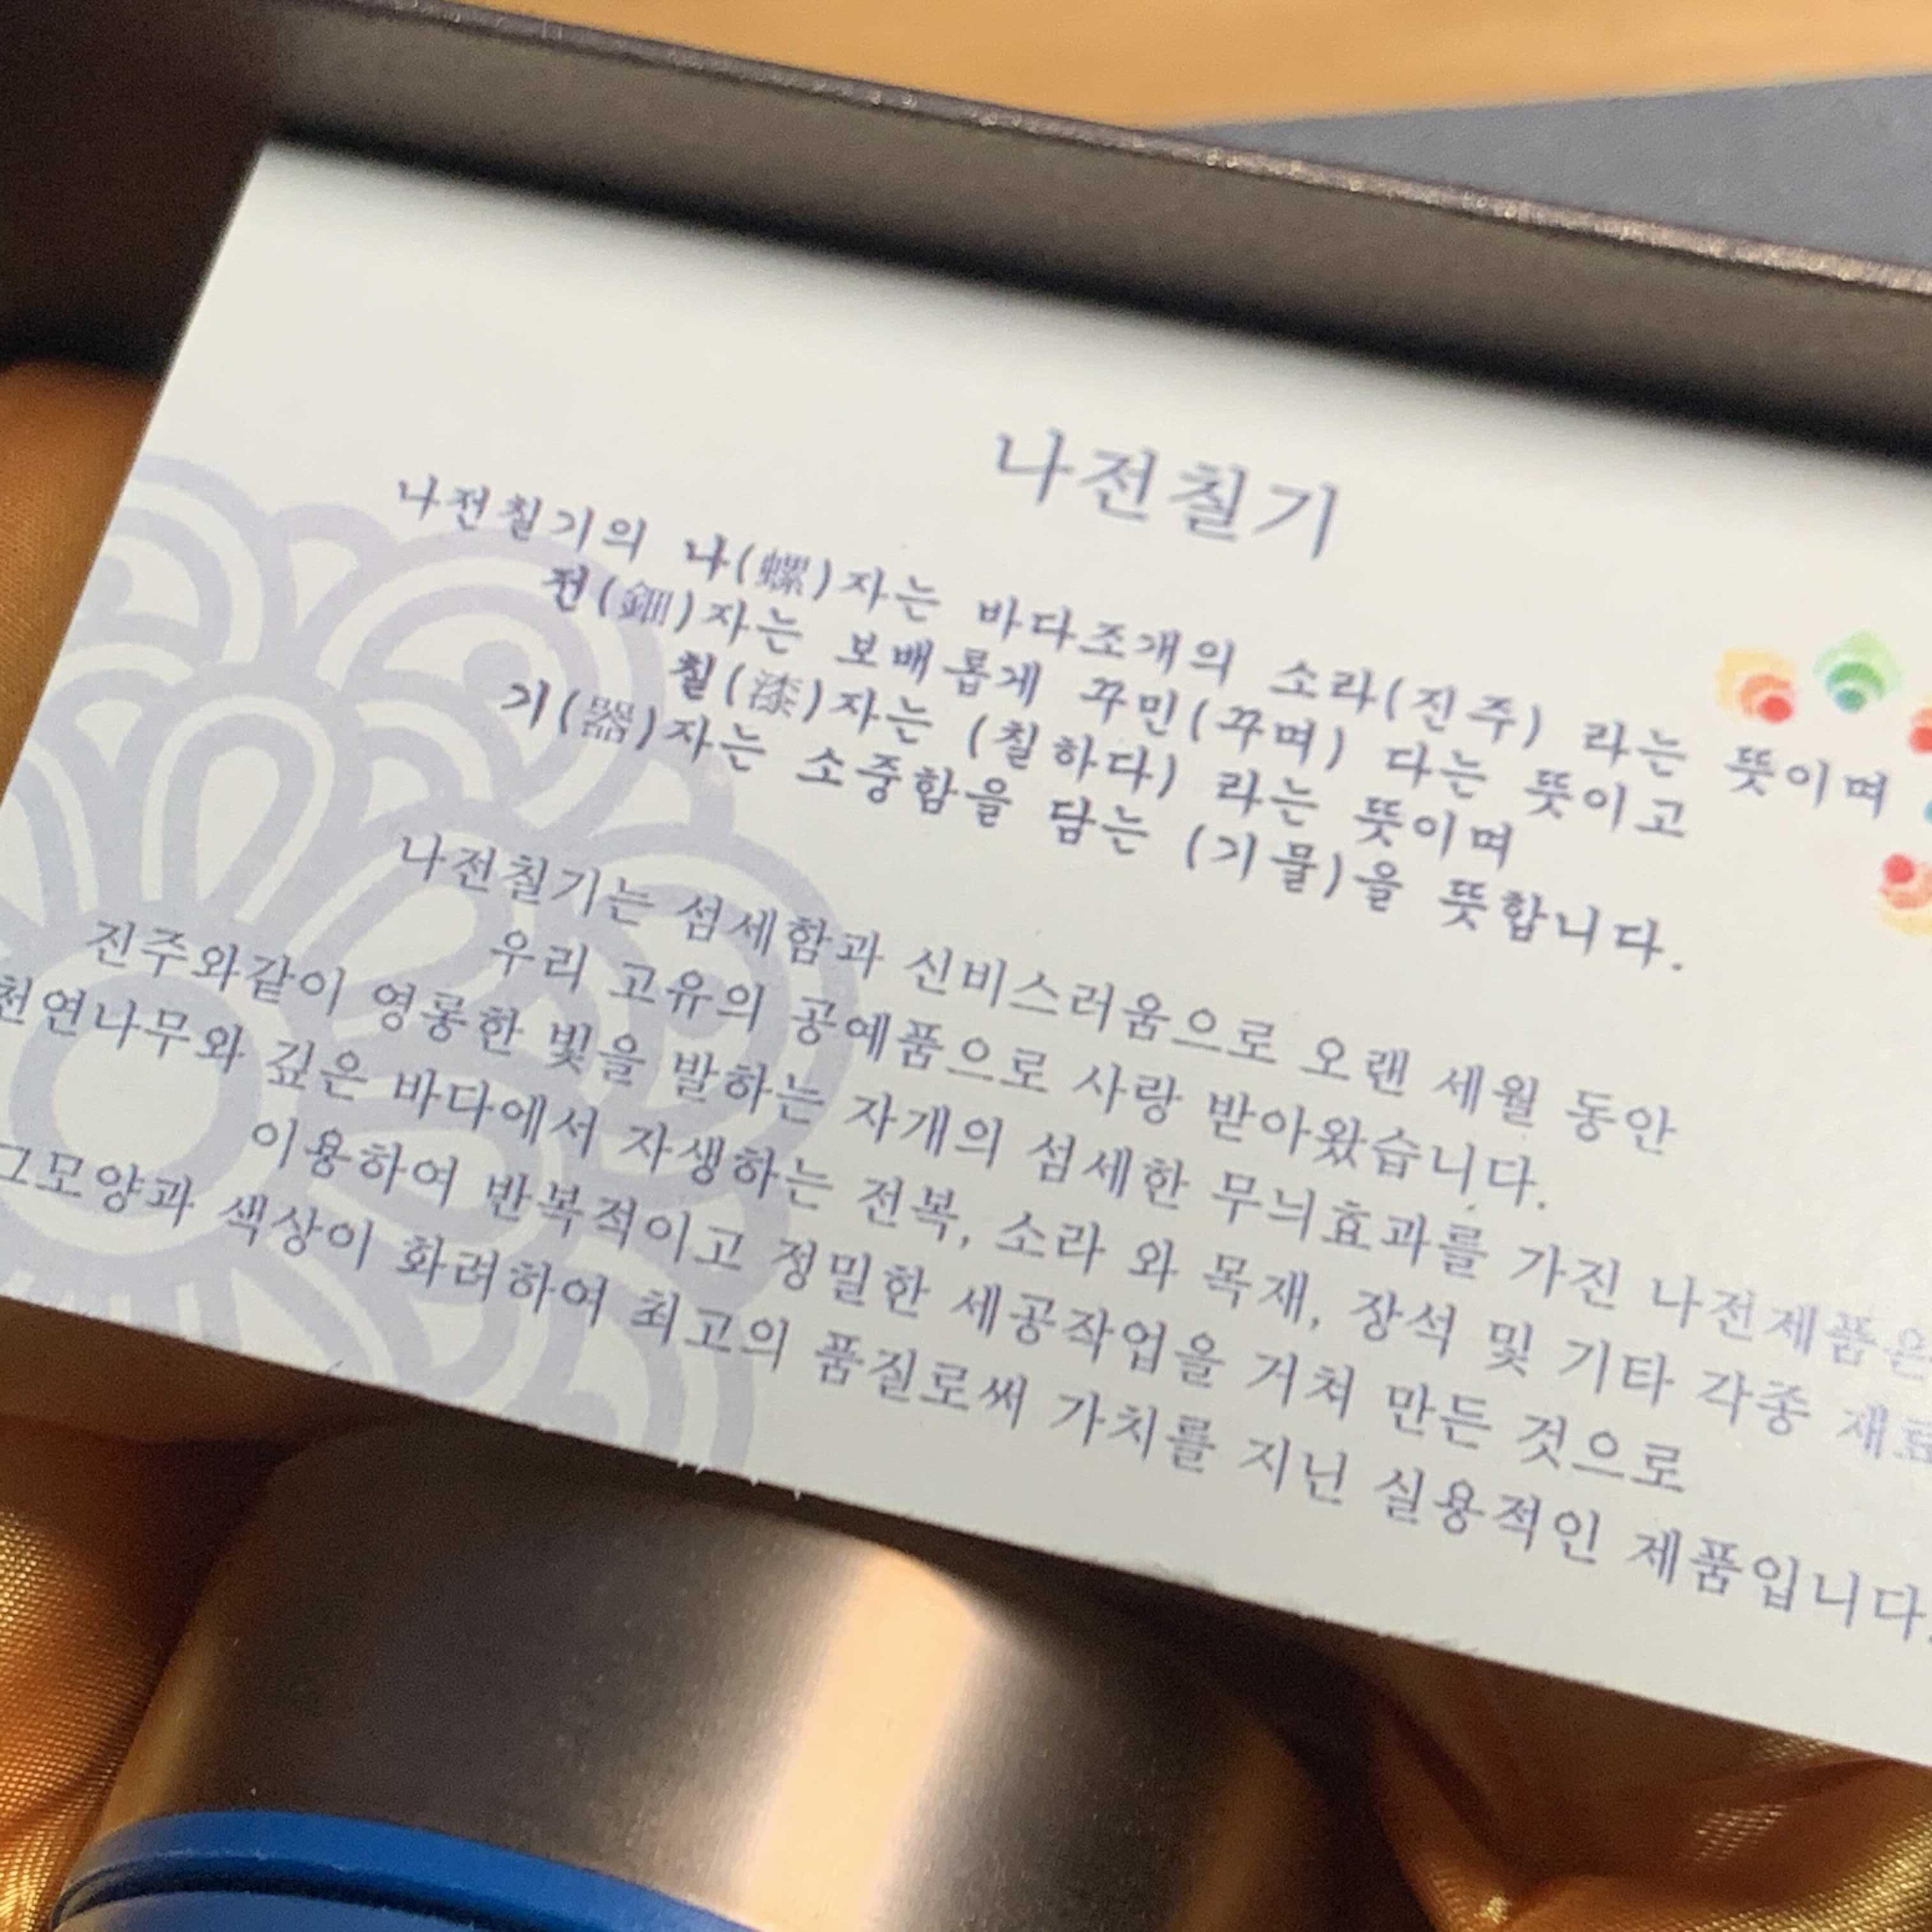 나전칠기
나전칠기의 나(螺)자는 바다조개의 소라(진주) 라는 뜻이며
전(鈿)자는 보배롭게 꾸민(꾸며) 다는 뜻이고
칠(漆)자는 (칠하다) 라는 뜻이며
기(器)자는 소중함을 담는 (기물)을 뜻합니다.
나전칠기는 섬세함과 신비스러움으로 오랜 세월 동안
우리 고유의 공예품으로 사랑 받아왔습니다.
진주와같이 영롱한 빛을 발하는 자개의 섬세한 무늬효과를 가진 나전제품은
천연나무와 깊은 바다에서 자생하는 전복, 소라 와 목재, 장석 및 기타 각종 재료
이용하여 반복적이고 정밀한 세공작업을 거쳐 만든 것으로
그모양과 색상이 화려하여 최고의 품질로써 가치를 지닌 실용적인 제품입니다.